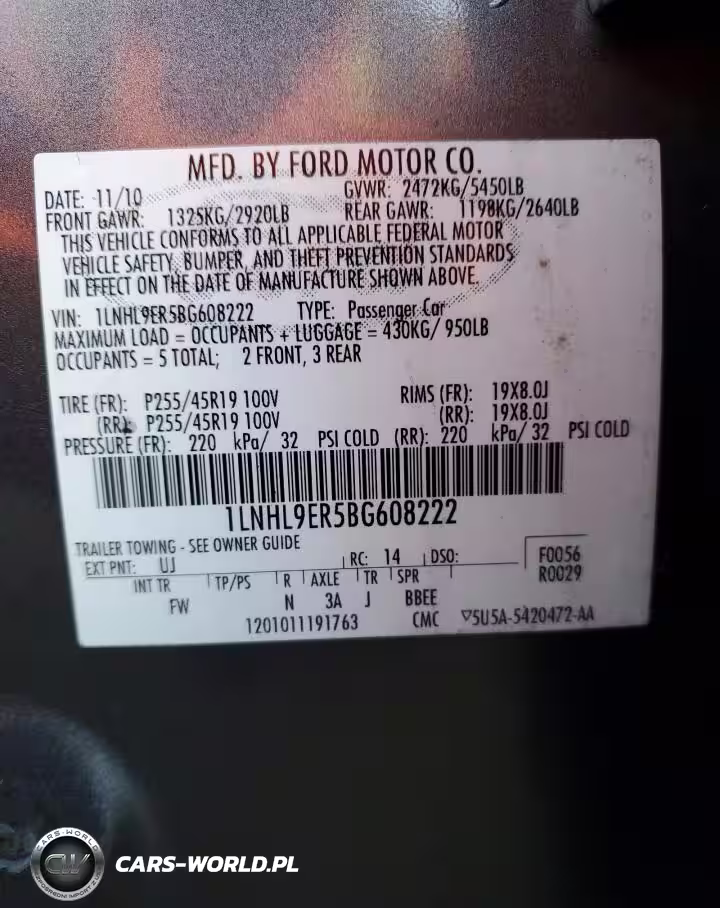 MFD. BY FORD MOTOR CO.
DATE: 11/10 GVWR: 2472KG/5450LB
FRONT GAWR: 1325KG/2920LB REAR GAWR: 1198KG/2640LB
THIS VEHICLE CONFORMS TO ALL APPLICABLE FEDERAL MOTOR
VEHICLE SAFETY, BUMPER, AND THEFT PREVENTION STANDARDS
IN EFFECT ON THE DATE OF MANUFACTURE SHOWN ABOVE.
VIN: 1LNHL9ER5BG608222 TYPE: Passenger Car
MAXIMUM LOAD = OCCUPANTS + LUGGAGE = 430KG/ 950LB
OCCUPANTS = 5 TOTAL; 2 FRONT, 3 REAR
TIRE (FR): P255/45R19 100V RIMS (FR): 19X8.0J
(RR): P255/45R19 100V (RR): 19X8.0J
PRESSURE (FR): 220 kPa/ 32 PSI COLD (RR): 220 kPa/ 32 PSI COLD
1LNHL9ER5BG608222
TRAILER TOWING - SEE OWNER GUIDE
EXT PNT: UJ RC: 14 DSO: F0056
R0029
INT TR TP/PS R AXLE TR SPR
FW N 3A J BBEE
1201011191763 CMC ▽5U5A-5420472-AA
CARS-WORLD
CW
CARS-WORLD.PL